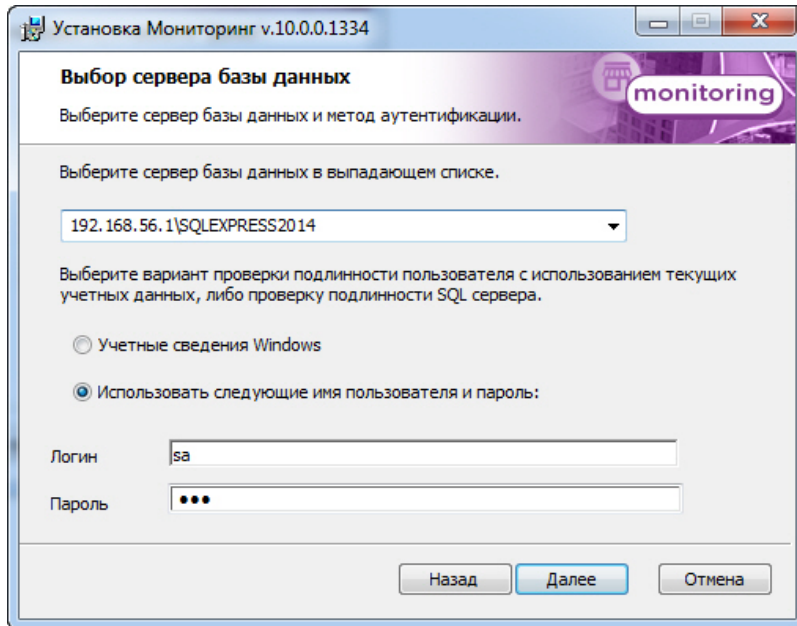 Установка Мониторинг v.10.0.0.1334
Выбор сервера базы данных
monitoring
Выберите сервер базы данных и метод аутентификации.
Выберите сервер базы данных в выпадающем списке.
192.168.56.1\SQLEXPRESS2014
Выберите вариант проверки подлинности пользователя с использованием текущих
учетных данных, либо проверку подлинности SQL сервера.
Учетные сведения Windows
Использовать следующие имя пользователя и пароль:
Логин sa
Пароль •••
Назад Далее Отмена